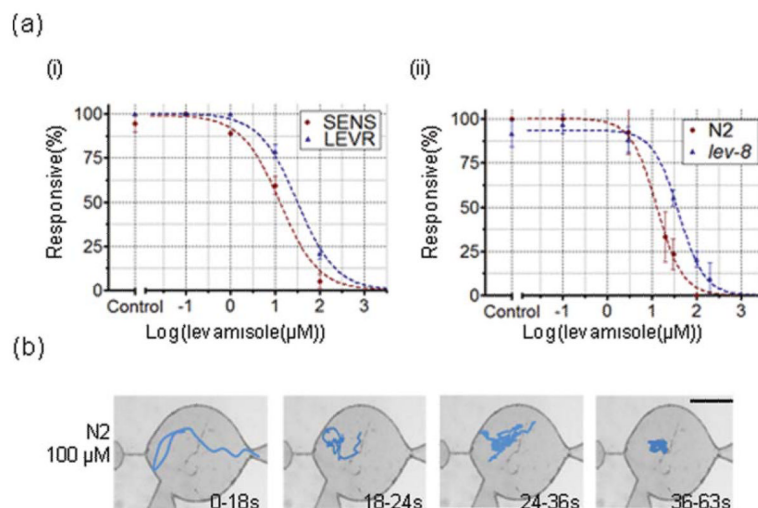 (a)
(i)
100
75
50
25
0
Responsive(%)
SENS
LEVR
Control -1 0 1 2 3
Log(levamisole(µM))
(ii)
100
75
50
25
0
Responsive(%)
N2
lev-8
Control -1 0 1 2 3
Log(levamisole(µM))
(b)
N2
100 µM
0-18s
18-24s
24-36s
36-63s